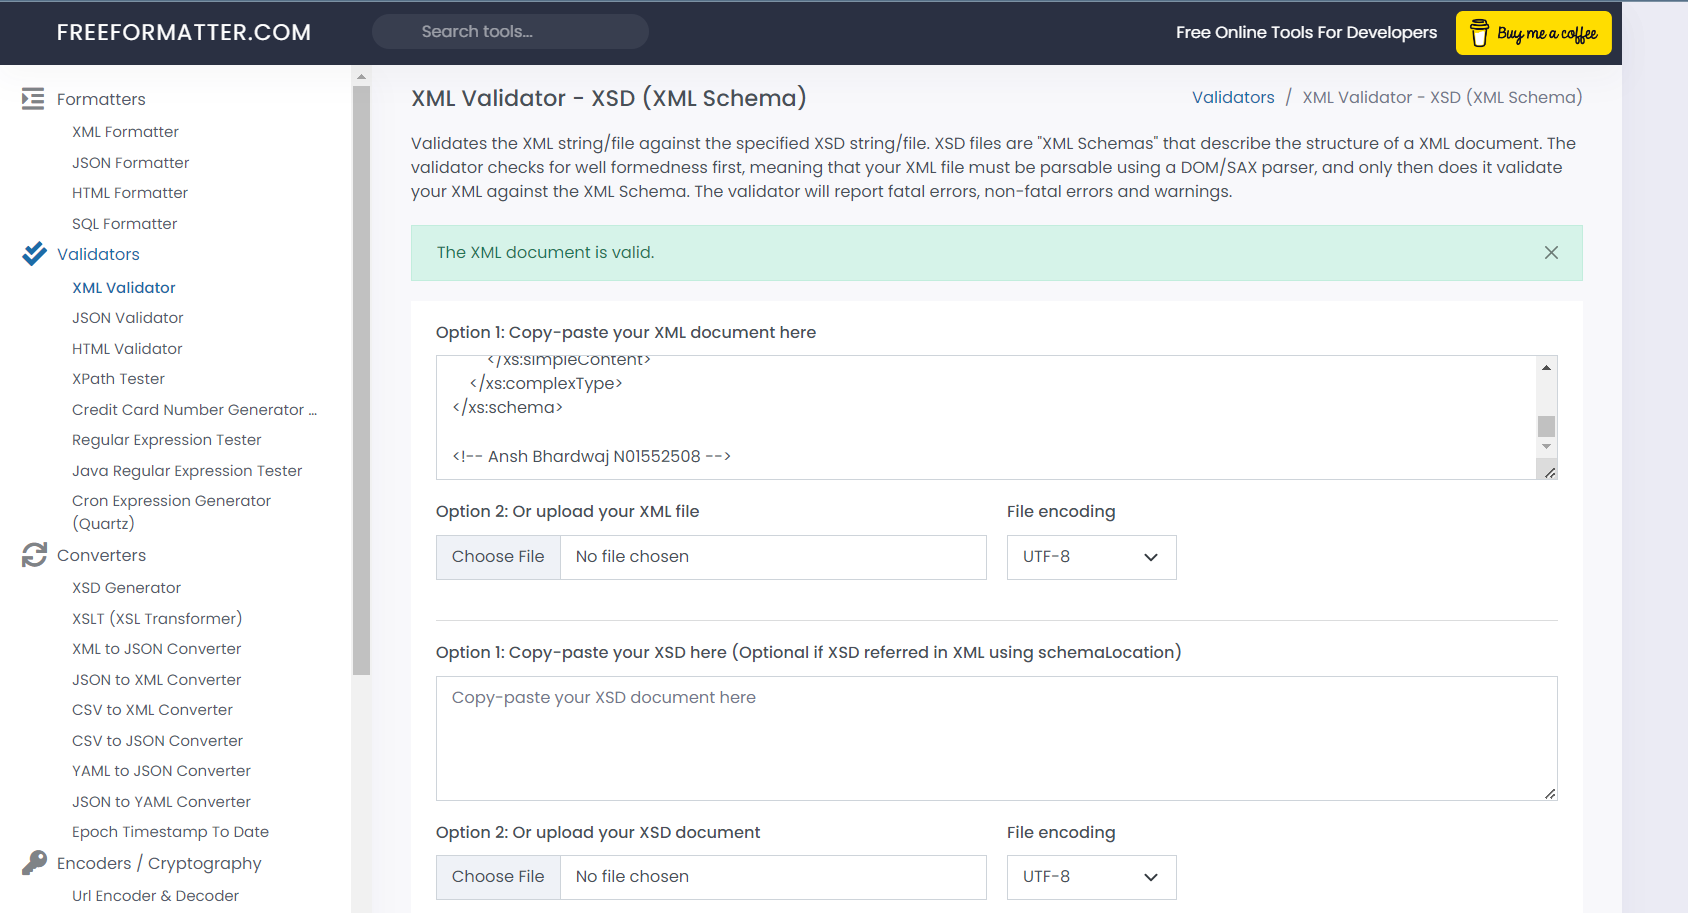 FREEFORMATTER.COM
Search tools...
Free Online Tools For Developers
Buy me a coffee
Formatters
XML Formatter
JSON Formatter
HTML Formatter
SQL Formatter
Validators
XML Validator
JSON Validator
HTML Validator
XPath Tester
Credit Card Number Generator ...
Regular Expression Tester
Java Regular Expression Tester
Cron Expression Generator
(Quartz)
Converters
XSD Generator
XSLT (XSL Transformer)
XML to JSON Converter
JSON to XML Converter
CSV to XML Converter
CSV to JSON Converter
YAML to JSON Converter
JSON to YAML Converter
Epoch Timestamp To Date
Encoders / Cryptography
Url Encoder & Decoder
XML Validator - XSD (XML Schema)
Validators / XML Validator - XSD (XML Schema)
Validates the XML string/file against the specified XSD string/file. XSD files are "XML Schemas" that describe the structure of a XML document. The
validator checks for well formedness first, meaning that your XML file must be parsable using a DOM/SAX parser, and only then does it validate
your XML against the XML Schema. The validator will report fatal errors, non-fatal errors and warnings.
The XML document is valid.
Option 1: Copy-paste your XML document here
</xs:simpleContent>
</xs:complexType>
</xs:schema>
<!-- Ansh Bhardwaj N01552508 -->
Option 2: Or upload your XML file
File encoding
Choose File No file chosen
UTF-8
Option 1: Copy-paste your XSD here (Optional if XSD referred in XML using schemaLocation)
Copy-paste your XSD document here
Option 2: Or upload your XSD document
File encoding
Choose File No file chosen
UTF-8